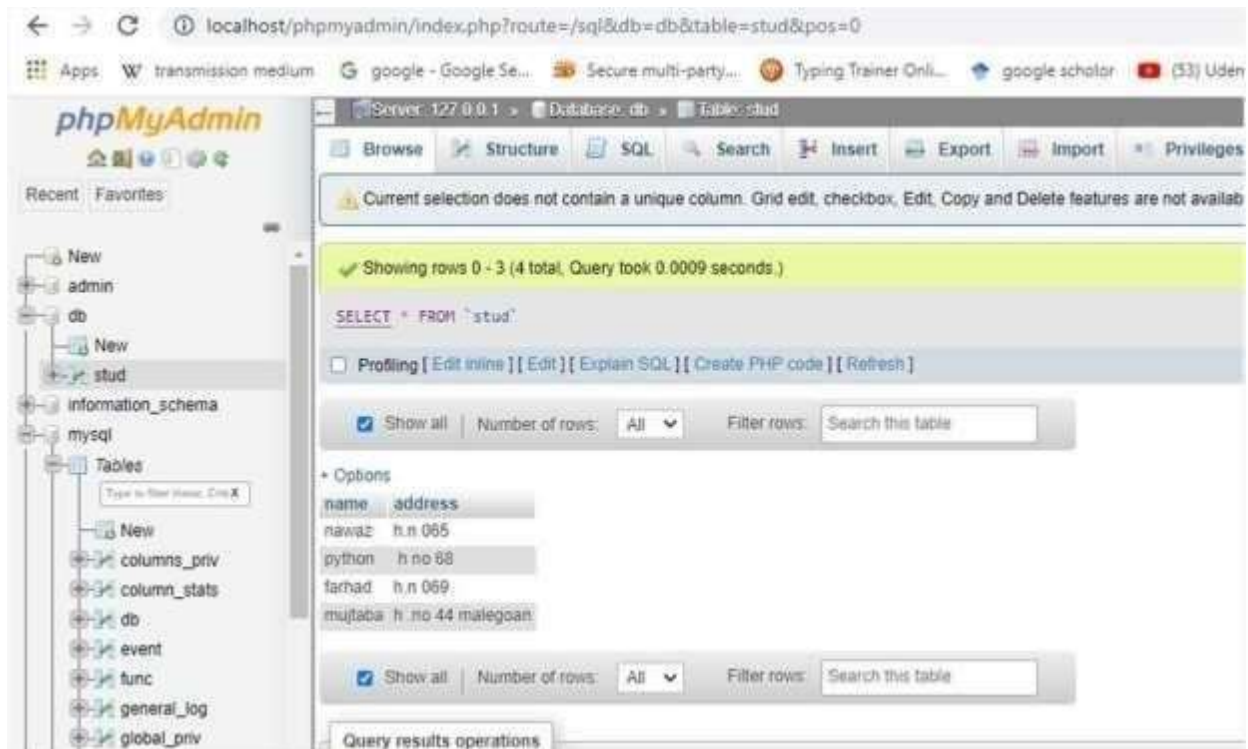 localhost/phpmyadmin/index.php?route=/sql&db=db&table=stud&pos=0
Apps W transmission medium G google - Google Se... Secure multi-party... Typing Trainer Onli... google scholar (53) Uden
phpMyAdmin
Recent Favorites
New
admin
db
New
stud
information_schema
mysql
Tables
New
columns_priv
column_stats
db
event
func
general_log
global_priv
Server: 127.0.0.1 » Database: db » Table: stud
Browse Structure SQL Search Insert Export Import Privileges
Current selection does not contain a unique column. Grid edit, checkbox, Edit, Copy and Delete features are not availab
Showing rows 0 - 3 (4 total, Query took 0.0009 seconds.)
SELECT * FROM `stud`
Profiling [ Edit inline ] [ Edit ] [ Explain SQL ] [ Create PHP code ] [ Refresh ]
Show all | Number of rows: All Filter rows: Search this table
+ Options
name address
nawaz h.n 065
python h no 68
farhad h.n 069
mujtaba h .no 44 malegoan
Show all | Number of rows: All Filter rows: Search this table
Query results operations